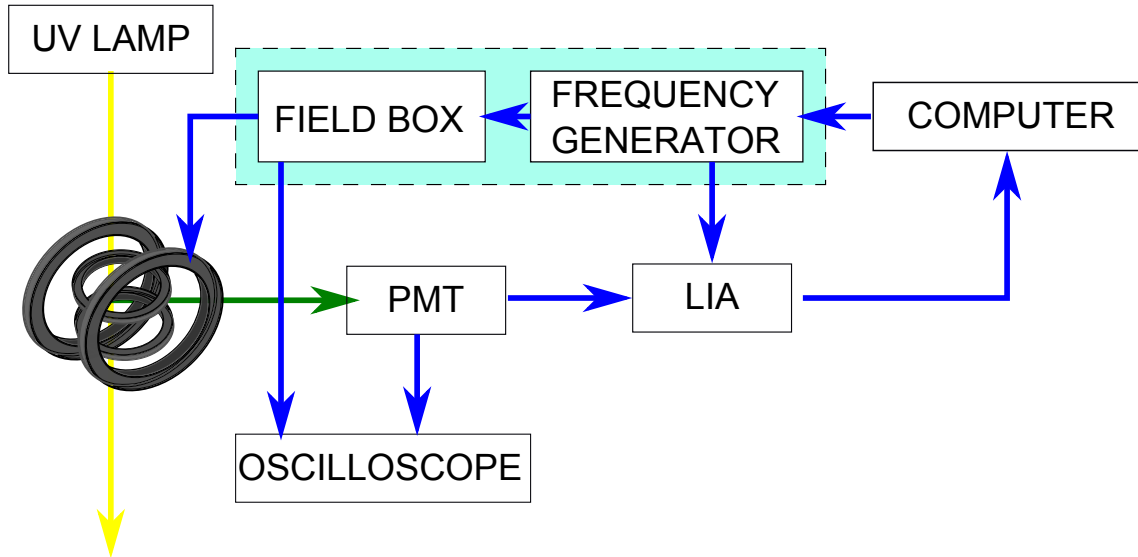 UV LAMP
FIELD BOX
FREQUENCY
GENERATOR
COMPUTER
PMT
LIA
OSCILLOSCOPE